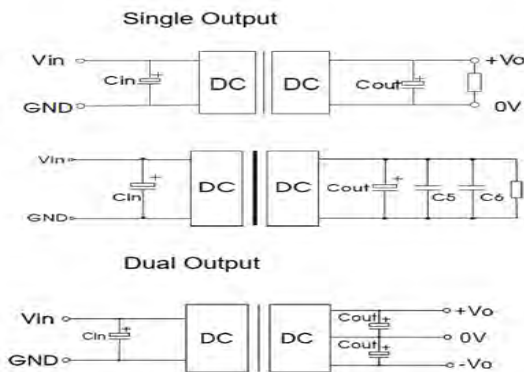 Single Output
Vin
Cin
+
DC
DC
+
Cout
+Vo
GND
0V
Vin
Cin
+
DC
DC
+
Cout
C5
C6
GND
Dual Output
Vin
Cin
+
DC
DC
Cout
+
+Vo
0V
Cout
+
GND
-Vo